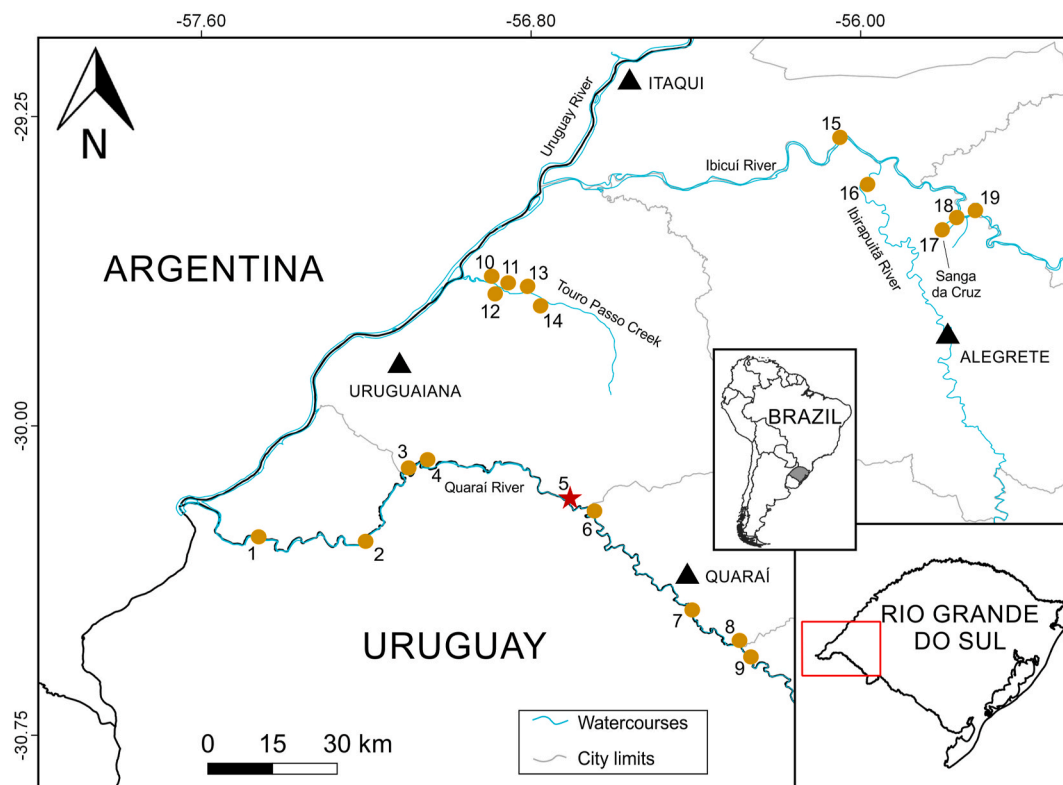 -57.60
-56.80
-56.00
-29.25
-30.00
-30.75
N
ITAQUI
Uruguay River
Ibicuí River
15
16
17
18
19
Ibirapuitã River
Sanga
da Cruz
ARGENTINA
10
11
13
12
14
Touro Passo Creek
ALEGRETE
URUGUAIANA
BRAZIL
3
4
Quaraí River
5
6
1
2
QUARAÍ
7
8
9
URUGUAY
RIO GRANDE
DO SUL
Watercourses
City limits
0 15 30 km